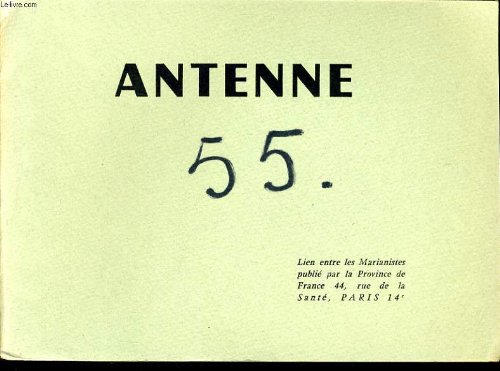 Le-livre.com
ANTENNE
55.
Lien entre les Marianistes
publié par la Province de
France 44, rue de la
Santé, PARIS 14ᵉ